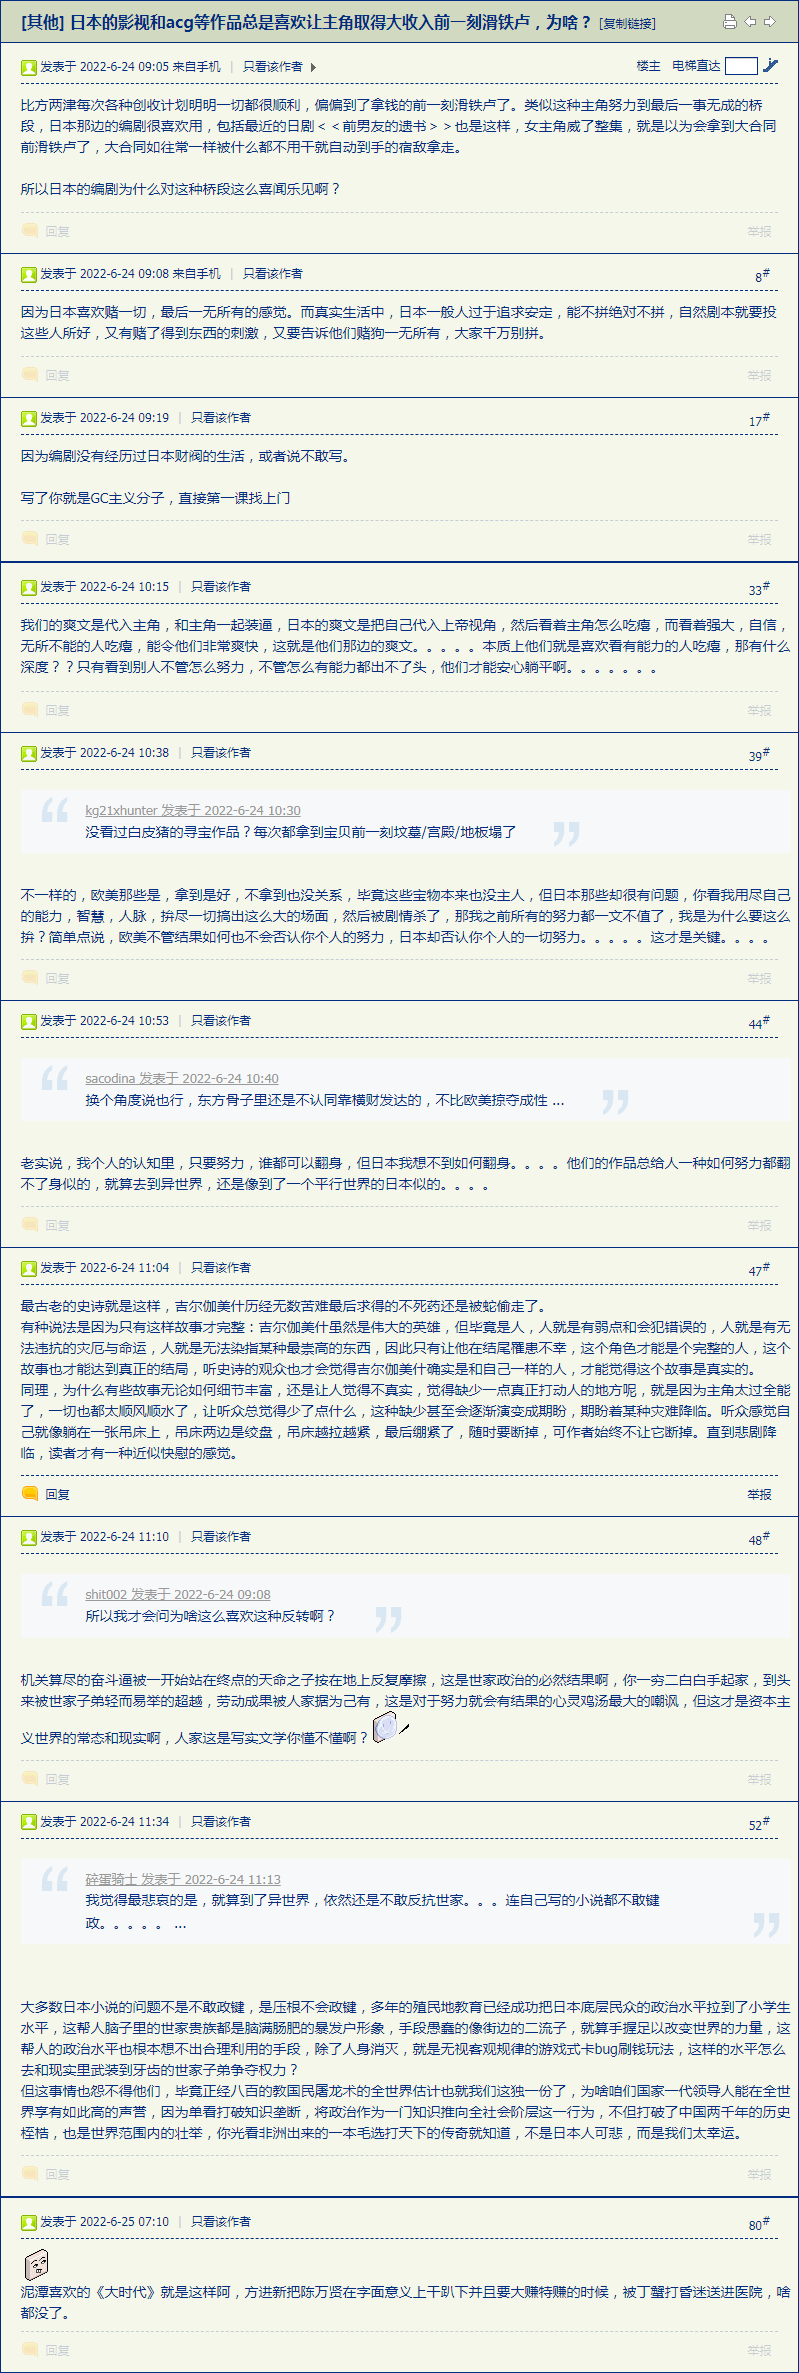 [其他] 日本的影视和acg等作品总是喜欢让主角取得大收入前一刻滑铁卢，为啥？ [复制链接]
发表于 2022-6-24 09:05 来自手机 | 只看该作者 楼主 电梯直达
比方两津每次各种创收计划明明一切都很顺利，偏偏到了拿钱的前一刻滑铁卢了。类似这种主角努力到最后一事无成的桥
段，日本那边的编剧很喜欢用，包括最近的日剧＜＜前男友的遗书＞＞也是这样，女主角威了整集，就是以为会拿到大合同
前滑铁卢了，大合同如往常一样被什么都不用干就自动到手的宿敌拿走。
所以日本的编剧为什么对这种桥段这么喜闻乐见啊？
回复 举报
发表于 2022-6-24 09:08 来自手机 | 只看该作者 8#
因为日本喜欢赌一切，最后一无所有的感觉。而真实生活中，日本一般人过于追求安定，能不拼绝对不拼，自然剧本就要投
这些人所好，又有赌了得到东西的刺激，又要告诉他们赌狗一无所有，大家千万别拼。
回复 举报
发表于 2022-6-24 09:19 | 只看该作者 17#
因为编剧没有经历过日本财阀的生活，或者说不敢写。
写了你就是GC主义分子，直接第一课找上门
回复 举报
发表于 2022-6-24 10:15 | 只看该作者 33#
我们的爽文是代入主角，和主角一起装逼，日本的爽文是把自己代入上帝视角，然后看着主角怎么吃瘪，而看着强大，自信，
无所不能的人吃瘪，能令他们非常爽快，这就是他们那边的爽文。。。。。本质上他们就是喜欢看有能力的人吃瘪，那有什么
深度？？只有看到别人不管怎么努力，不管怎么有能力都出不了头，他们才能安心躺平啊。。。。。。。
回复 举报
发表于 2022-6-24 10:38 | 只看该作者 39#
kg21xhunter 发表于 2022-6-24 10:30
没看过白皮猪的寻宝作品？每次都拿到宝贝前一刻坟墓/宫殿/地板塌了
不一样的，欧美那些是，拿到是好，不拿到也没关系，毕竟这些宝物本来也没主人，但日本那些却很有问题，你看我用尽自己
的能力，智慧，人脉，拚尽一切搞出这么大的场面，然后被剧情杀了，那我之前所有的努力都一文不值了，我是为什么要这么
拚？简单点说，欧美不管结果如何也不会否认你个人的努力，日本却否认你个人的一切努力。。。。。这才是关键。。。。
回复 举报
发表于 2022-6-24 10:53 | 只看该作者 44#
sacodina 发表于 2022-6-24 10:40
换个角度说也行，东方骨子里还是不认同靠横财发达的，不比欧美掠夺成性 ...
老实说，我个人的认知里，只要努力，谁都可以翻身，但日本我想不到如何翻身。。。。他们的作品总给人一种如何努力都翻
不了身似的，就算去到异世界，还是像到了一个平行世界的日本似的。。。。
回复 举报
发表于 2022-6-24 11:04 | 只看该作者 47#
最古老的史诗就是这样，吉尔伽美什历经无数苦难最后求得的不死药还是被蛇偷走了。
有种说法是因为只有这样故事才完整：吉尔伽美什虽然是伟大的英雄，但毕竟是人，人就是有弱点和会犯错误的，人就是有无
法违抗的灾厄与命运，人就是无法染指某种最崇高的东西，因此只有让他在结尾罹患不幸，这个角色才能是个完整的人，这个
故事也才能达到真正的结局，听史诗的观众也才会觉得吉尔伽美什确实是和自己一样的人，才能觉得这个故事是真实的。
同理，为什么有些故事无论如何细节丰富，还是让人觉得不真实，觉得缺少一点真正打动人的地方呢，就是因为主角太过全能
了，一切也都太顺风顺水了，让听众总觉得少了点什么，这种缺少甚至会逐渐演变成期盼，期盼着某种灾难降临。听众感觉自
己就像躺在一张吊床上，吊床两边是绞盘，吊床越拉越紧，最后绷紧了，随时要断掉，可作者始终不让它断掉。直到悲剧降
临，读者才有一种近似快慰的感觉。
回复 举报
发表于 2022-6-24 11:10 | 只看该作者 48#
shit002 发表于 2022-6-24 09:08
所以我才会问为啥这么喜欢这种反转啊？
机关算尽的奋斗逼被一开始站在终点的天命之子按在地上反复摩擦，这是世家政治的必然结果啊，你一穷二白白手起家，到头
来被世家子弟轻而易举的超越，劳动成果被人家据为己有，这是对于努力就会有结果的心灵鸡汤最大的嘲讽，但这才是资本主
义世界的常态和现实啊，人家这是写实文学你懂不懂啊？
回复 举报
发表于 2022-6-24 11:34 | 只看该作者 52#
碎蛋骑士 发表于 2022-6-24 11:13
我觉得最悲哀的是，就算到了异世界，依然还是不敢反抗世家。。。连自己写的小说都不敢键
政。。。。。 ...
大多数日本小说的问题不是不敢政键，是压根不会政键，多年的殖民地教育已经成功把日本底层民众的政治水平拉到了小学生
水平，这帮人脑子里的世家贵族都是脑满肠肥的暴发户形象，手段愚蠢的像街边的二流子，就算手握足以改变世界的力量，这
帮人的政治水平也根本想不出合理利用的手段，除了人身消灭，就是无视客观规律的游戏式卡bug刷钱玩法，这样的水平怎么
去和现实里武装到牙齿的世家子弟争夺权力？
但这事情也怨不得他们，毕竟正经八百的教国民屠龙术的全世界估计也就我们这独一份了，为啥咱们国家一代领导人能在全世
界享有如此高的声誉，因为单看打破知识垄断，将政治作为一门知识推向全社会阶层这一行为，不但打破了中国两千年的历史
桎梏，也是世界范围内的壮举，你光看非洲出来的一本毛选打天下的传奇就知道，不是日本人可悲，而是我们太幸运。
回复 举报
发表于 2022-6-25 07:10 | 只看该作者 80#
泥潭喜欢的《大时代》就是这样阿，方进新把陈万贤在字面意义上干趴下并且要大赚特赚的时候，被丁蟹打昏迷送进医院，啥
都没了。
回复 举报